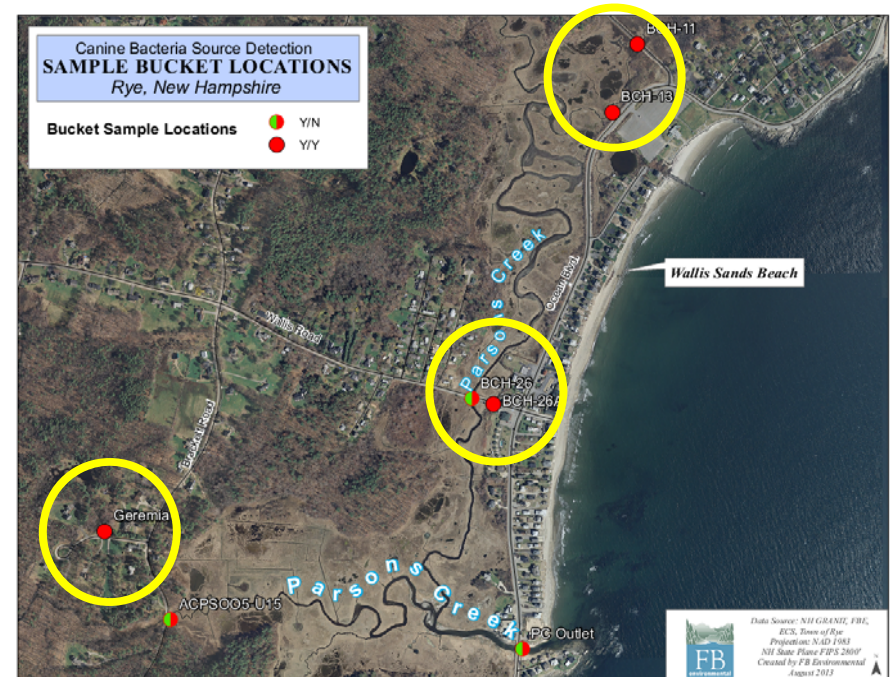 Canine Bacteria Source Detection
SAMPLE BUCKET LOCATIONS
Rye, New Hampshire
Bucket Sample Locations
Y/N
Y/Y
BCH-11
BCH-13
Parsons Creek
Ocean Blvd.
Wallis Sands Beach
Wallis Road
BCH-26
BCH-26A
Brackett Road
Geremia
ACPSOO5-U15
Parsons Creek
PC Outlet
FB
environmental
Data Source: NH GRANIT, FBE,
ECS, Town of Rye
Projection: NAD 1983
NH State Plane FIPS 2800'
Created by FB Environmental
August 2013
N